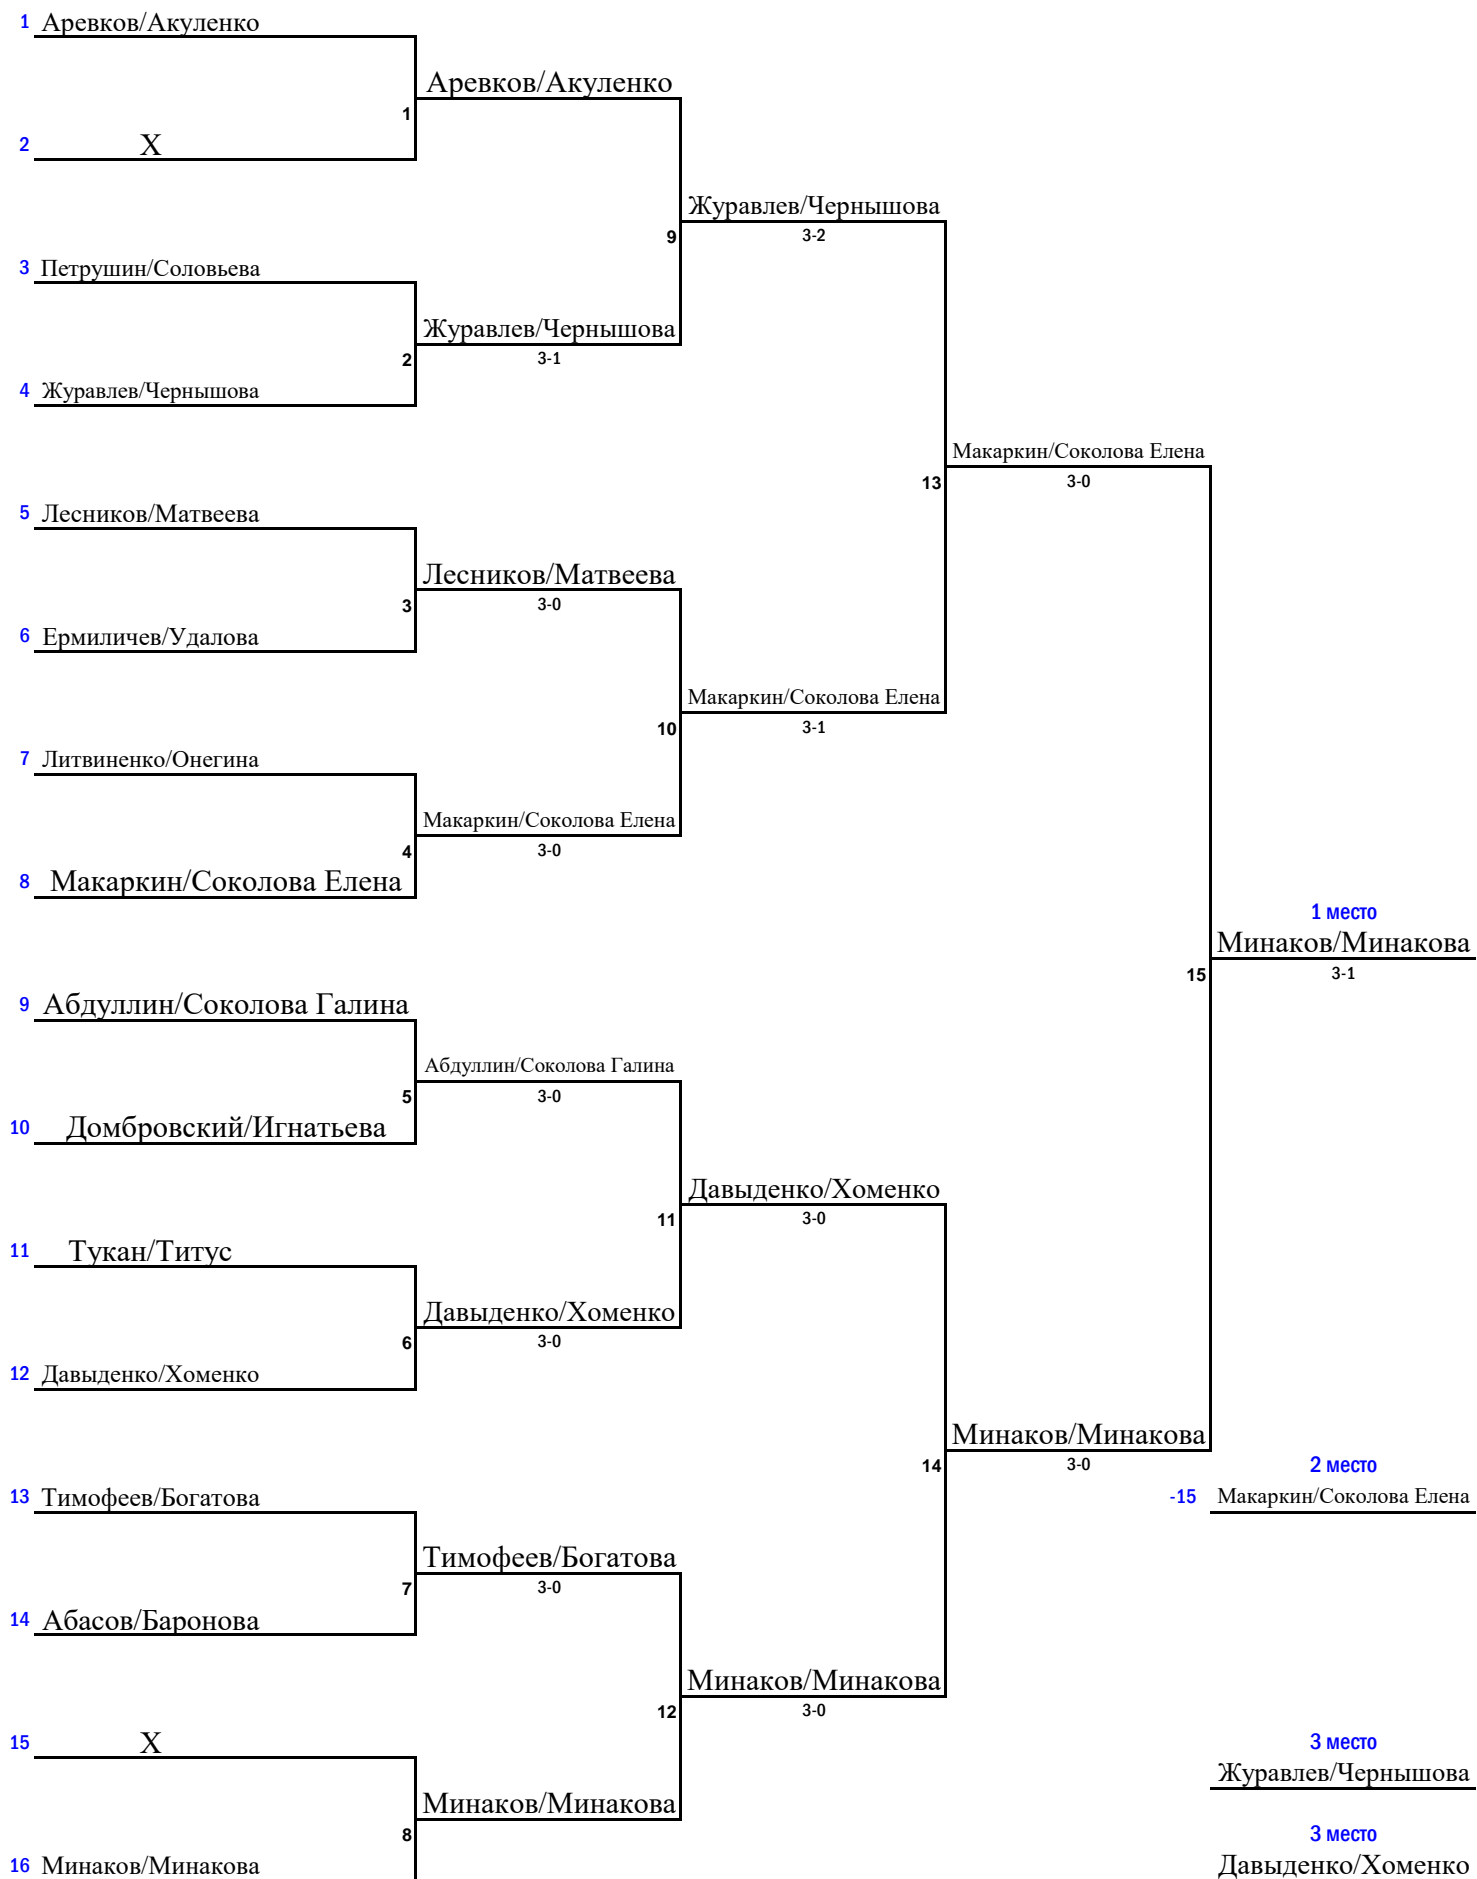 1 Аревков/Акуленко
Аревков/Акуленко
1
2 Х
Журавлев/Чернышова
9 3-2
3 Петрушин/Соловьева
Журавлев/Чернышова
2 3-1
4 Журавлев/Чернышова
Макаркин/Соколова Елена
13 3-0
5 Лесников/Матвеева
Лесников/Матвеева
3 3-0
6 Ермиличев/Удалова
Макаркин/Соколова Елена
10 3-1
7 Литвиненко/Онегина
Макаркин/Соколова Елена
4 3-0
8 Макаркин/Соколова Елена
1 место
Минаков/Минакова
15 3-1
9 Абдуллин/Соколова Галина
Абдуллин/Соколова Галина
5 3-0
10 Домбровский/Игнатьева
Давыденко/Хоменко
11 3-0
11 Тукан/Титус
Давыденко/Хоменко
6 3-0
12 Давыденко/Хоменко
Минаков/Минакова
14 3-0
2 место
13 Тимофеев/Богатова
-15 Макаркин/Соколова Елена
Тимофеев/Богатова
7 3-0
14 Абасов/Баронова
Минаков/Минакова
12 3-0
15 Х
3 место
Журавлев/Чернышова
Минаков/Минакова
8
3 место
16 Минаков/Минакова
Давыденко/Хоменко